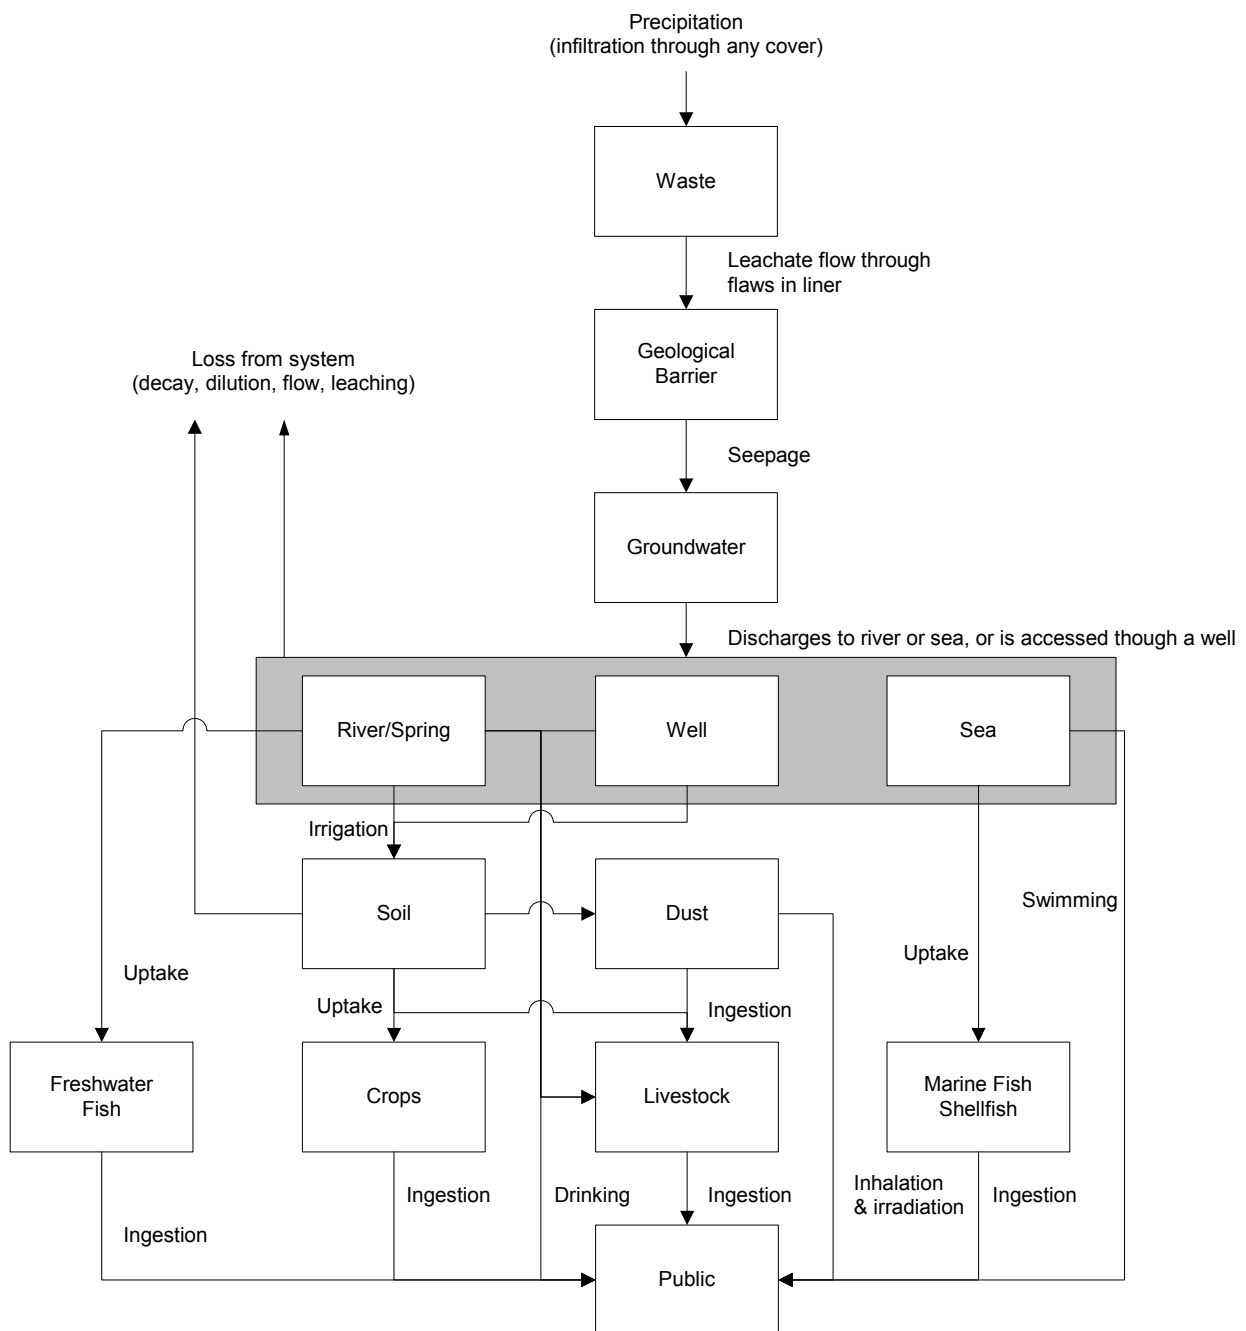 Precipitation
(infiltration through any cover)
Waste
Leachate flow through
flaws in liner
Geological
Barrier
Loss from system
(decay, dilution, flow, leaching)
Seepage
Groundwater
Discharges to river or sea, or is accessed though a well
River/Spring
Well
Sea
Irrigation
Soil
Dust
Swimming
Uptake
Uptake
Uptake
Ingestion
Freshwater
Fish
Crops
Livestock
Marine Fish
Shellfish
Ingestion
Drinking
Ingestion
Inhalation
& irradiation
Ingestion
Ingestion
Public